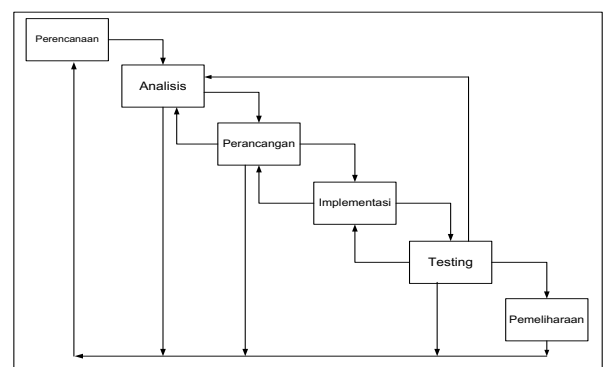 Perencanaan
Analisis
Perancangan
Implementasi
Testing
Pemeliharaan